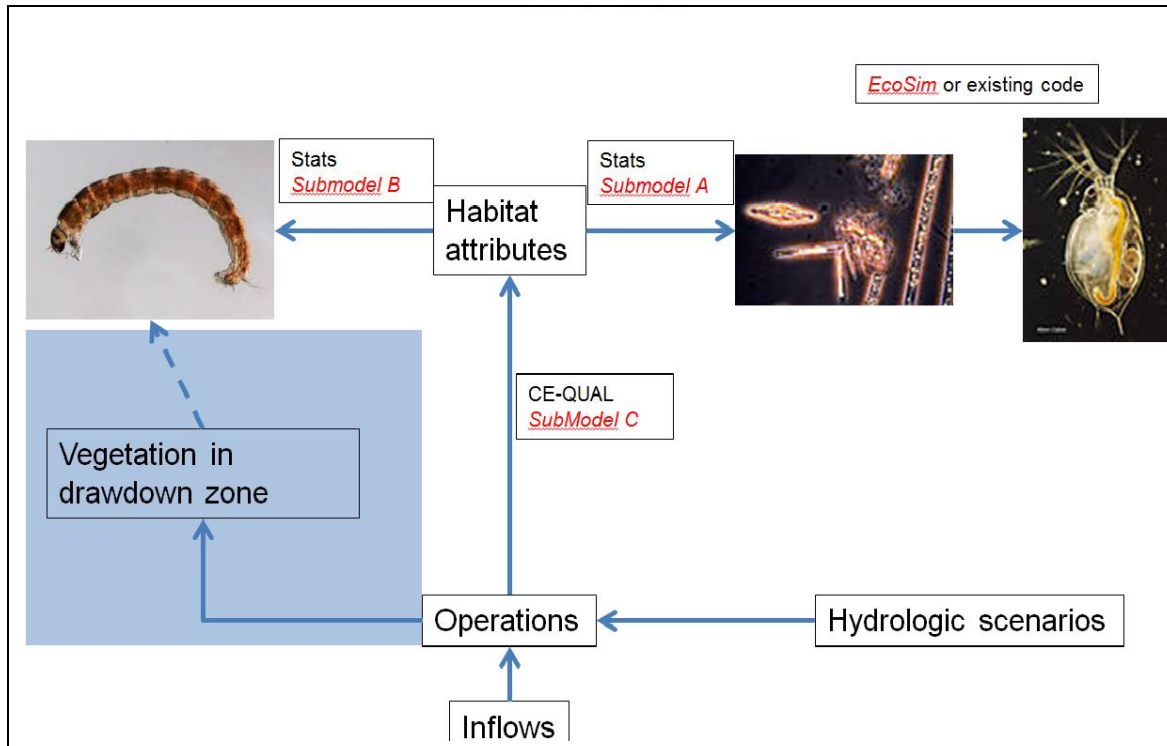 EcoSim or existing code
Stats
Submodel B
Stats
Submodel A
Habitat
attributes
CE-QUAL
SubModel C
Vegetation in
drawdown zone
Operations
Hydrologic scenarios
Inflows